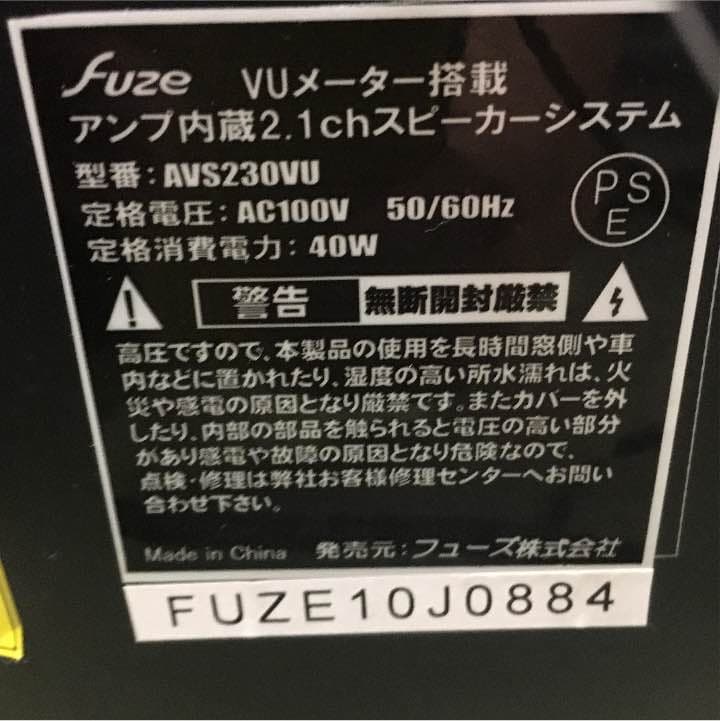 Fuze VUメーター搭載
アンプ内蔵2.1chスピーカーシステム
型番:AVS230VU
定格電圧:AC100V 50/60Hz
定格消費電力:40W
PS
E
警告 無断開封厳禁
高圧ですので、本製品の使用を長時間窓側や車
内などに置かれたり、湿度の高い所水濡れは、火
災や感電の原因となり厳禁です。またカバーを外
したり、内部の部品を触られると電圧の高い部分
があり感電や故障の原因となり危険なので、
点検・修理は弊社お客様修理センターへお問い
合わせ下さい。
Made in China 発売元:フューズ株式会社
FUZE10J0884